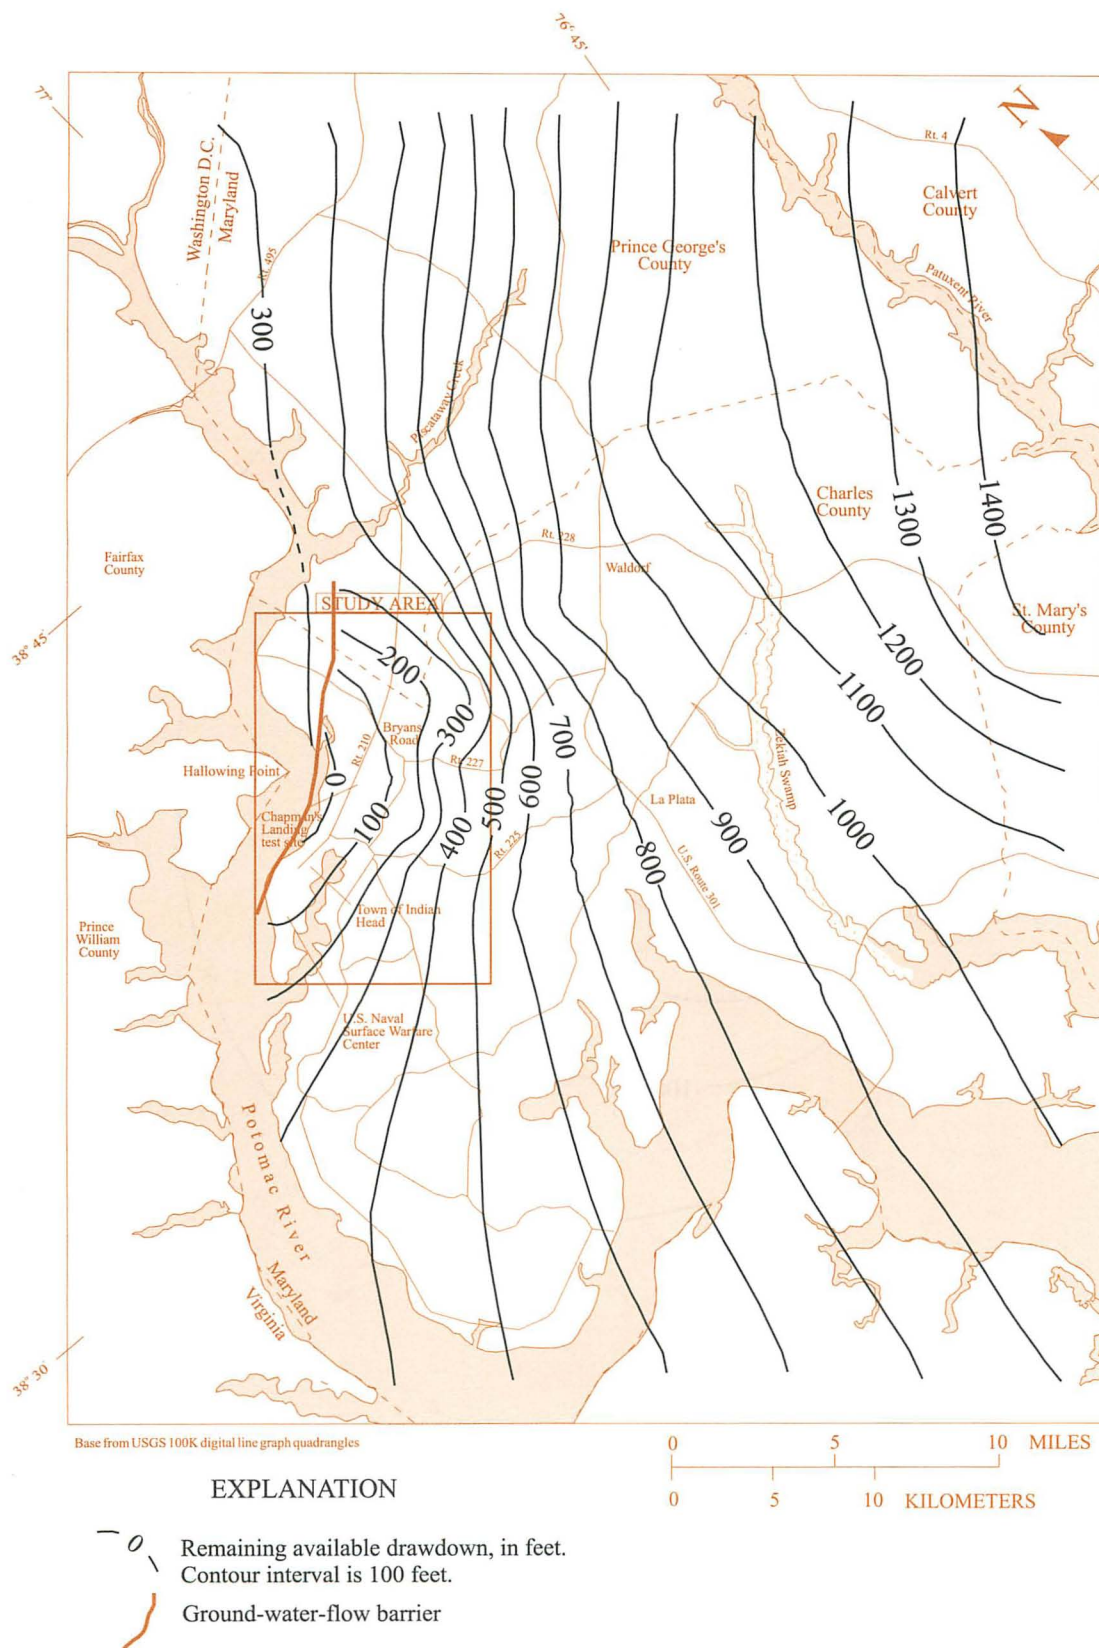 76° 45'
77°
N
Rt. 4
Washington D.C.
Maryland
Calvert
County
Prince George's
County
Rt. 495
Patuxent River
300
Piscataway Creek
1400
1300
Charles
County
Rt. 228
Fairfax
County
Waldorf
STUDY AREA
St. Mary's
County
38° 45'
1200
200
1100
300
Bryans
Road
700
Rt. 210
Zekiah Swamp
Rt. 227
Hallowing Point
0
600
La Plata
500
1000
100
Chapman's
Landing
test site
400
900
Rt. 225
800
U.S. Route 301
Town of Indian
Head
Prince
William
County
U.S. Naval
Surface Warfare
Center
Potomac River
Maryland
Virginia
38° 30'
Base from USGS 100K digital line graph quadrangles
0 5 10 MILES
0 5 10 KILOMETERS
EXPLANATION
0
Remaining available drawdown, in feet.
Contour interval is 100 feet.
Ground-water-flow barrier